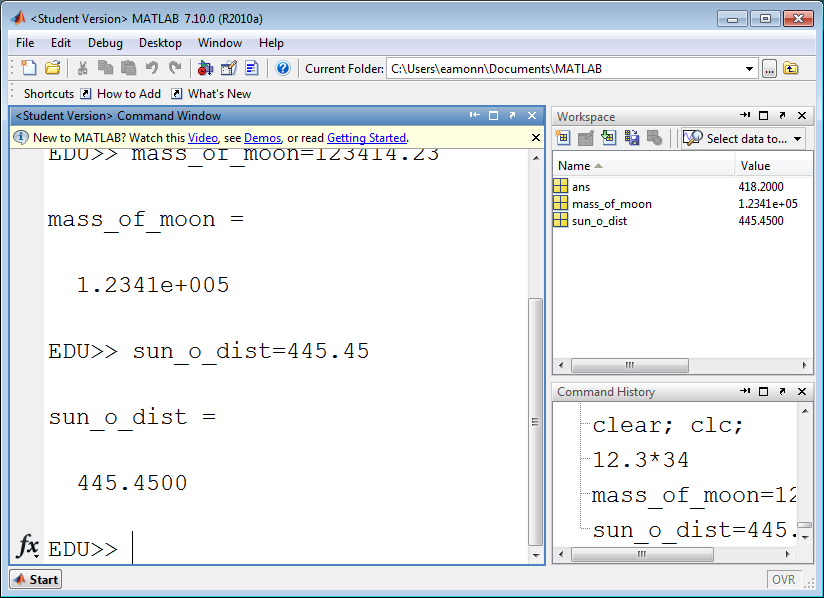 <Student Version> MATLAB 7.10.0 (R2010a)
File Edit Debug Desktop Window Help
Current Folder: C:\Users\eamonn\Documents\MATLAB ...
Shortcuts How to Add What's New
<Student Version> Command Window
New to MATLAB? Watch this Video, see Demos, or read Getting Started.
EDU>> mass_of_moon=123414.23
mass_of_moon =
1.2341e+005
EDU>> sun_o_dist=445.45
sun_o_dist =
445.4500
fx EDU>>
Workspace
Select data to...
Name Value
ans 418.2000
mass_of_moon 1.2341e+05
sun_o_dist 445.4500
Command History
clear; clc;
12.3*34
mass_of_moon=12
sun_o_dist=445.
Start OVR